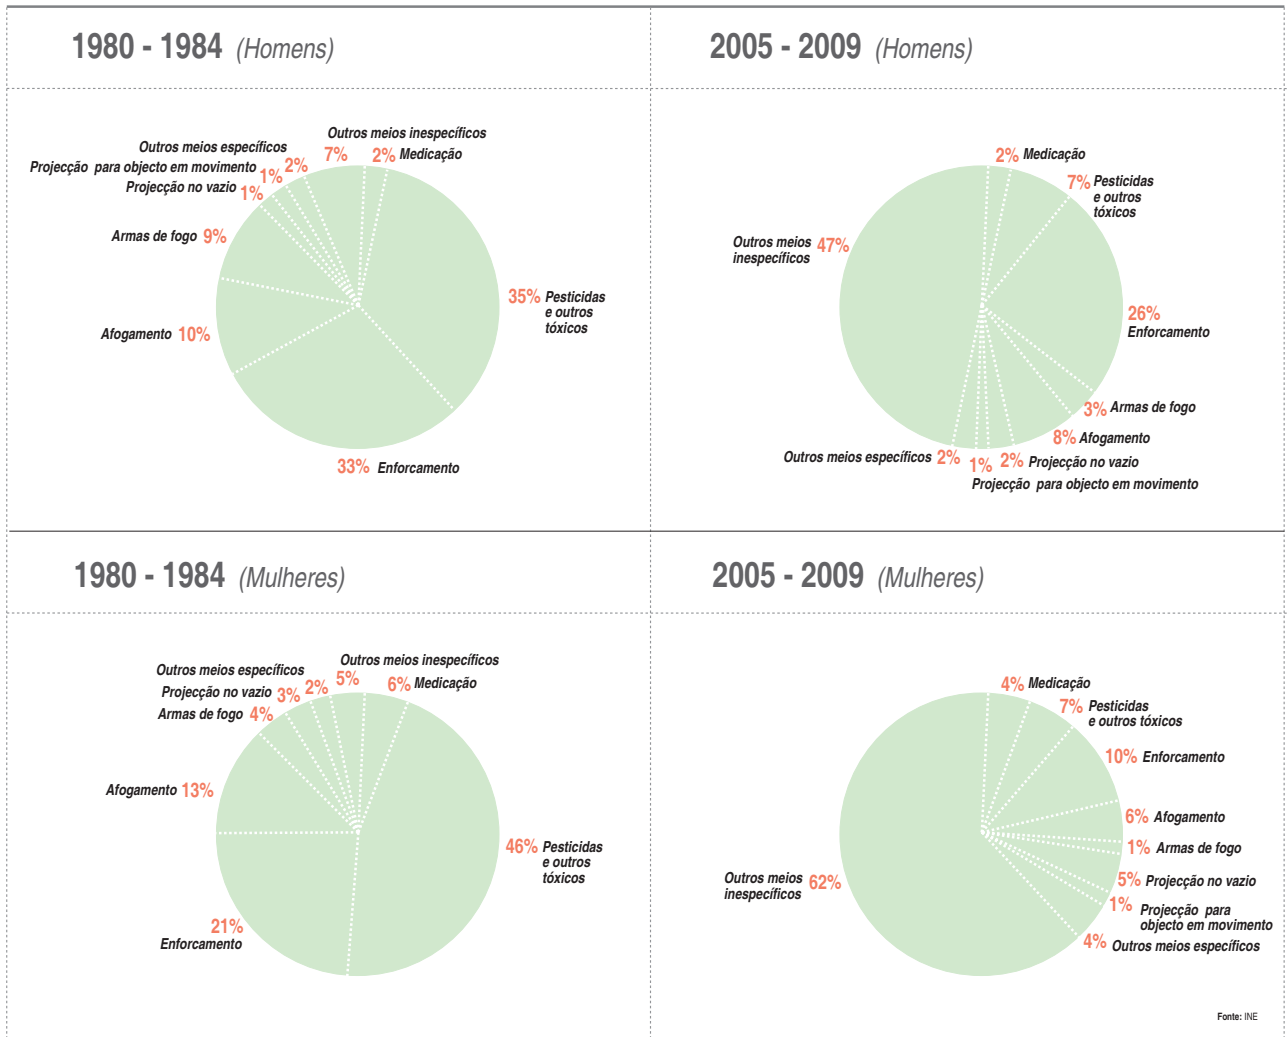 1980 - 1984 (Homens)
Outros meios inespecíficos
7%
2% Medicação
Outros meios específicos
2%
Projecção para objecto em movimento
1%
Projecção no vazio 1%
Armas de fogo 9%
Afogamento 10%
35% Pesticidas
e outros
tóxicos
33% Enforcamento
2005 - 2009 (Homens)
2% Medicação
7% Pesticidas
e outros
tóxicos
Outros meios 47%
inespecíficos
26%
Enforcamento
3% Armas de fogo
8% Afogamento
2% Projecção no vazio
1%
Projecção para objecto em movimento
Outros meios específicos 2%
1980 - 1984 (Mulheres)
Outros meios inespecíficos
5%
6% Medicação
Outros meios específicos
2%
Projecção no vazio 3%
Armas de fogo 4%
Afogamento 13%
46% Pesticidas
e outros
tóxicos
21%
Enforcamento
2005 - 2009 (Mulheres)
4% Medicação
7% Pesticidas
e outros tóxicos
10% Enforcamento
6% Afogamento
1% Armas de fogo
5% Projecção no vazio
1% Projecção para
objecto em movimento
4% Outros meios específicos
Outros meios 62%
inespecíficos
Fonte: INE